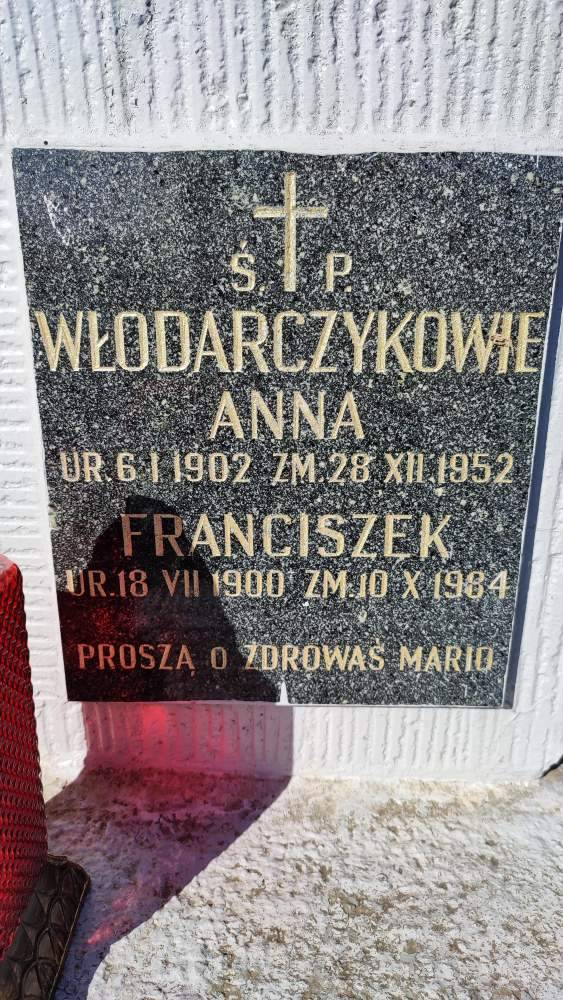 Ś. P.
WŁODARCZYKOWIE
ANNA
UR. 6 I 1902 ZM. 28 XII 1952
FRANCISZEK
UR. 18 VII 1900 ZM. 10 X 1984
PROSZĄ O ZDROWAŚ MARIO